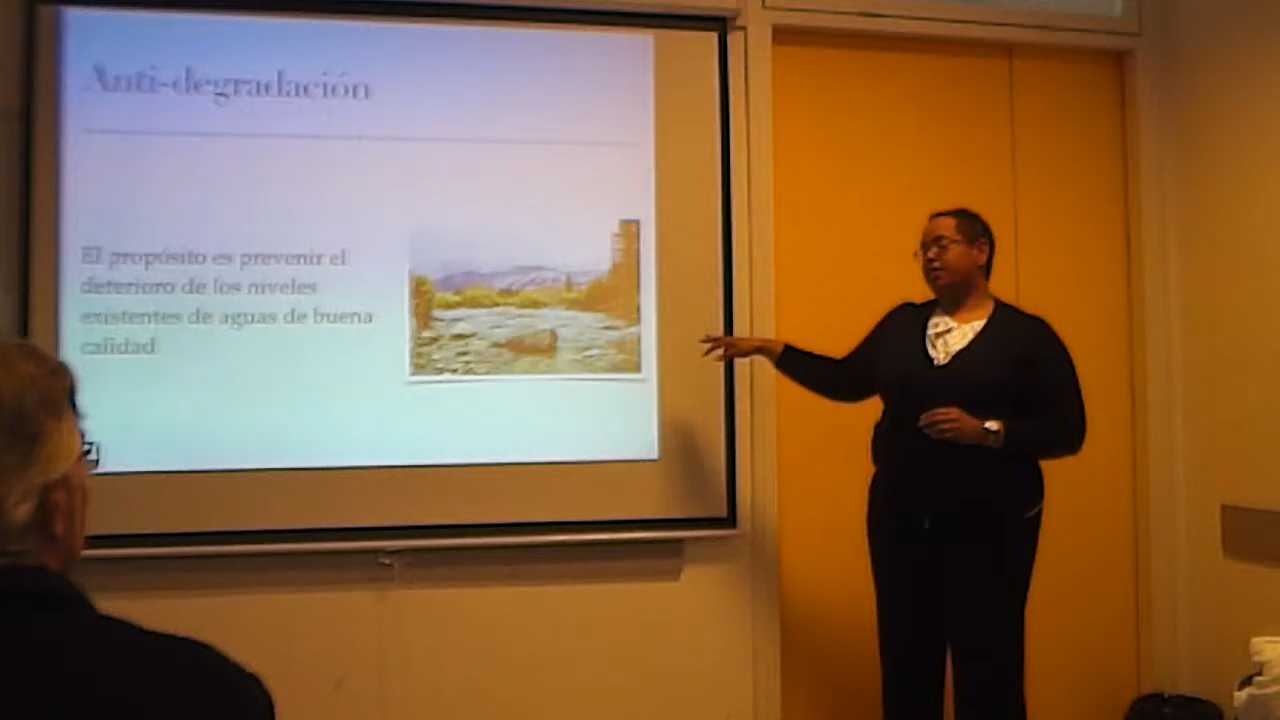 Anti-degradación
El propósito es prevenir el
deterioro de los niveles
existentes de aguas de buena
calidad